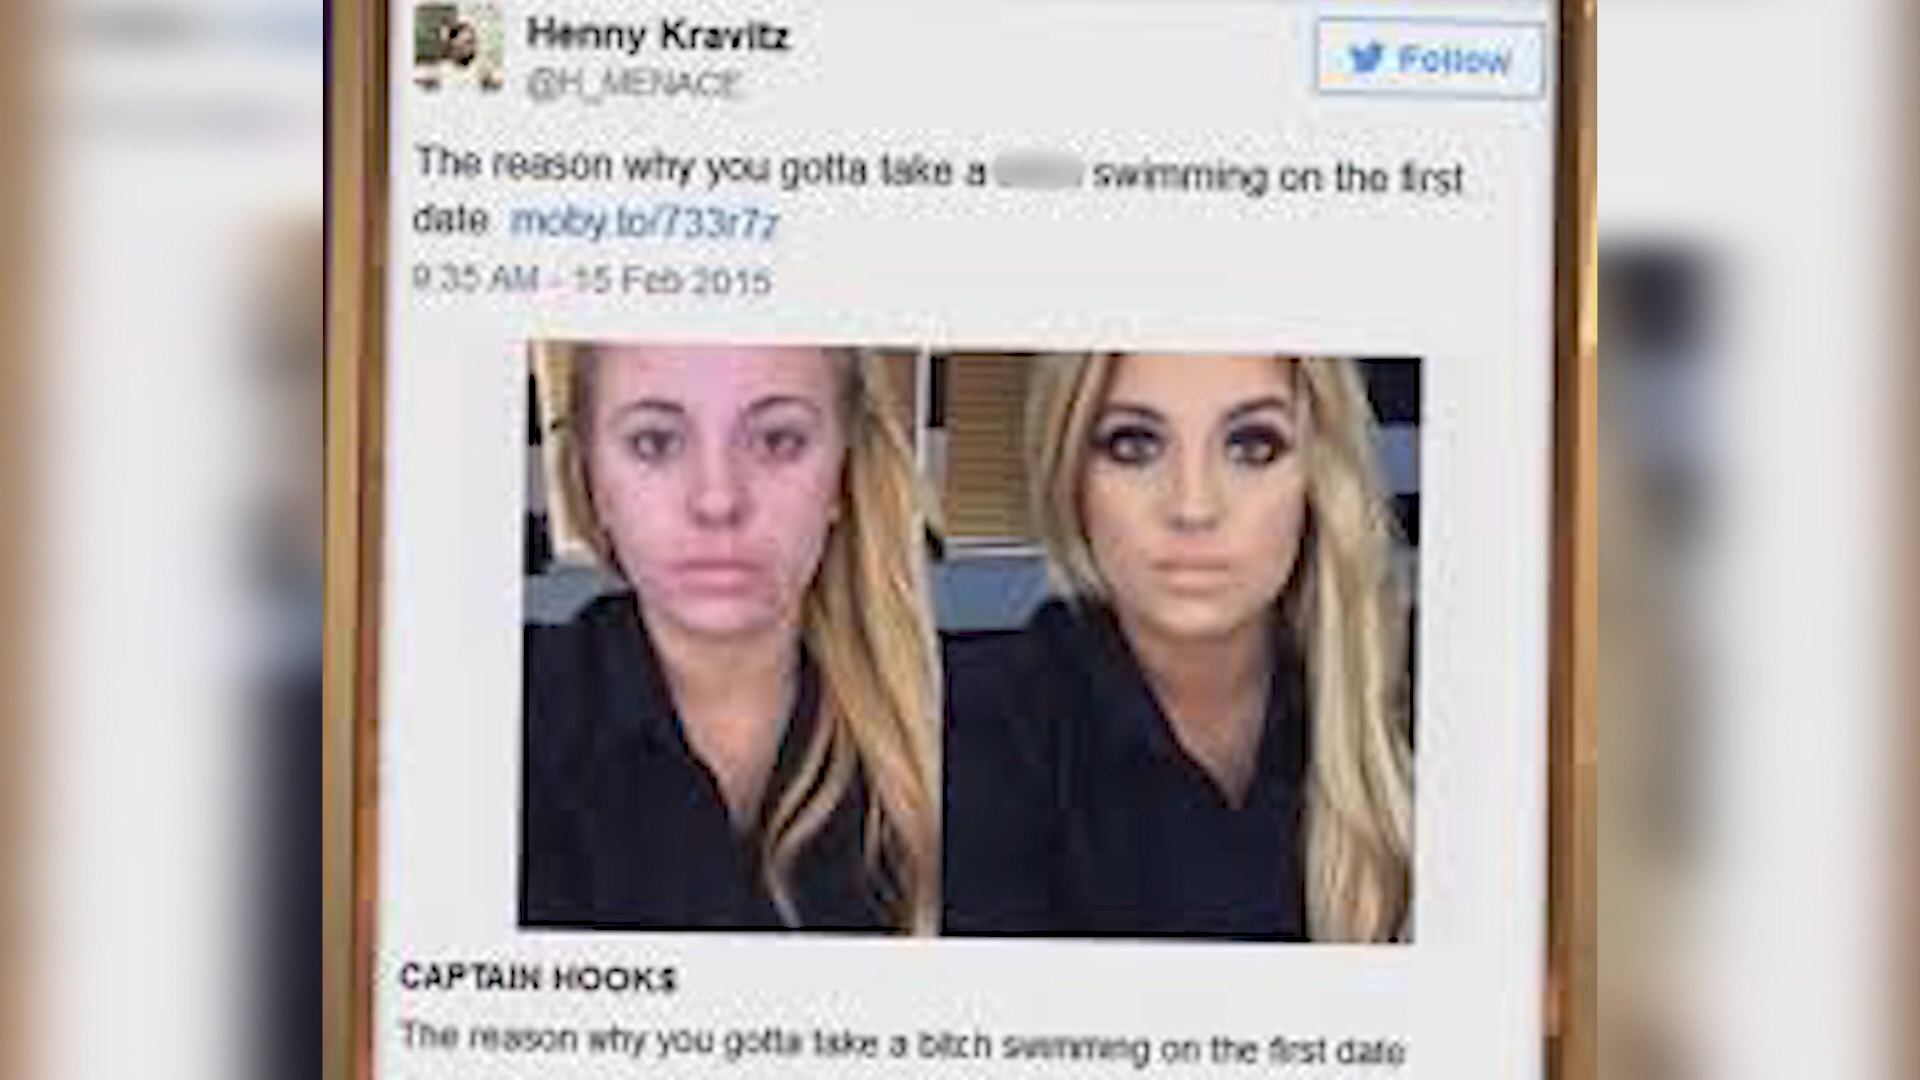 Henny Kravitz
@H_MENACE
Follow
The reason why you gotta take a swimming on the first
date moby.to/733r7z
9:35 AM - 15 Feb 2015
CAPTAIN HOOK$
The reason why you gotta take a bitch swimming on the first date